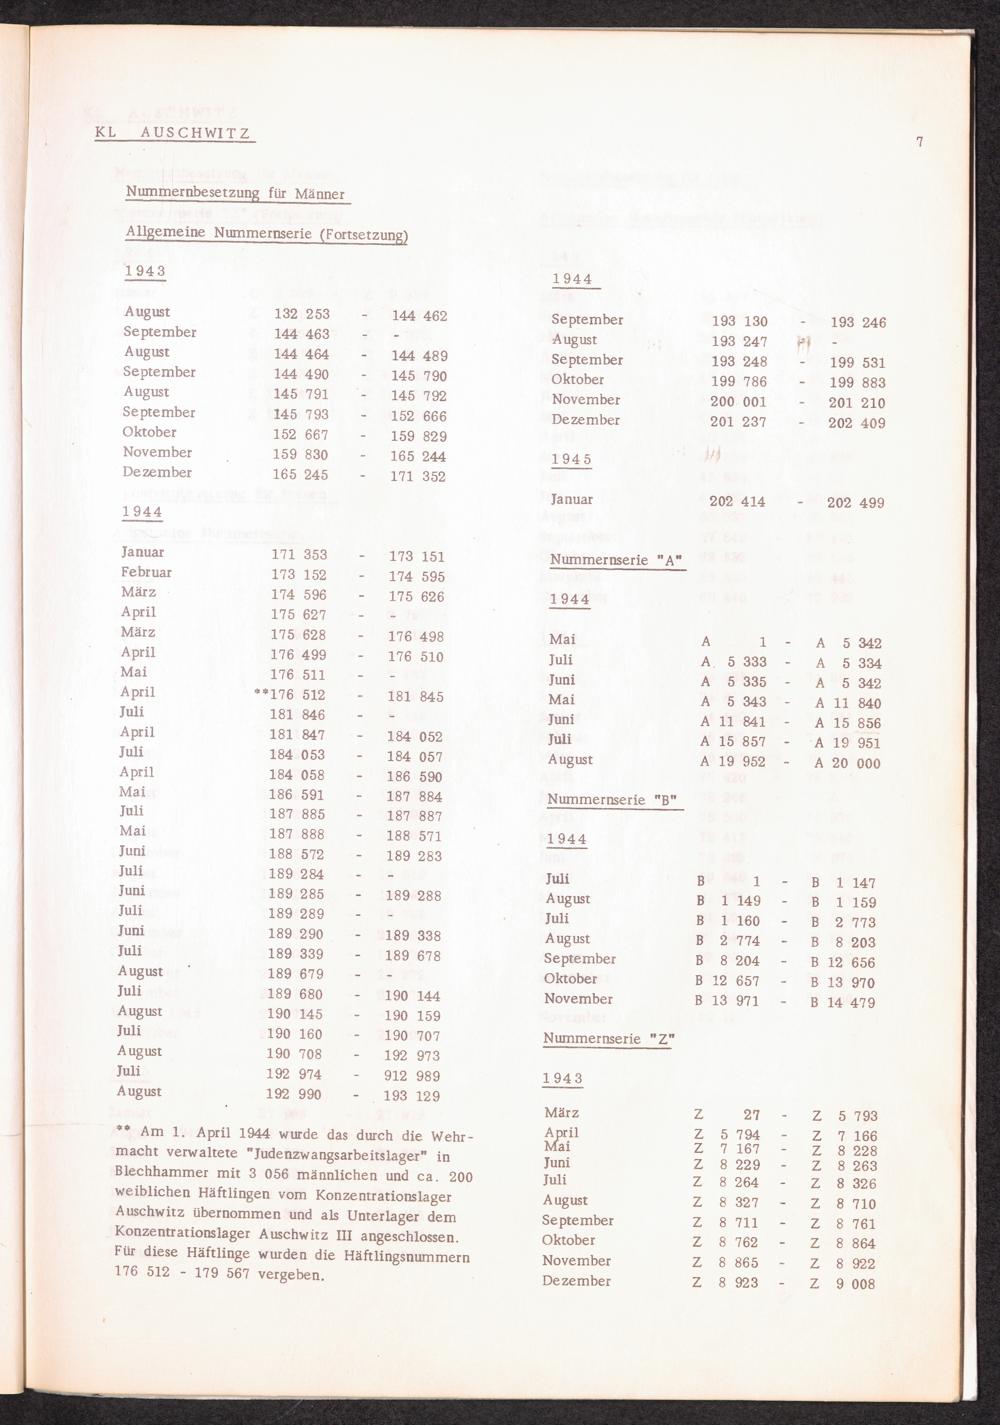 KL AUSCHWITZ
7
Nummernbesetzung für Männer
Allgemeine Nummernserie (Fortsetzung)
1943
August 132 253 - 144 462
September 144 463 - -
August 144 464 - 144 489
September 144 490 - 145 790
August 145 791 - 145 792
September 145 793 - 152 666
Oktober 152 667 - 159 829
November 159 830 - 165 244
Dezember 165 245 - 171 352
1944
Januar 171 353 - 173 151
Februar 173 152 - 174 595
März 174 596 - 175 626
April 175 627 - -
März 175 628 - 176 498
April 176 499 - 176 510
Mai 176 511 - -
April **176 512 - 181 845
Juli 181 846 - -
April 181 847 - 184 052
Juli 184 053 - 184 057
April 184 058 - 186 590
Mai 186 591 - 187 884
Juli 187 885 - 187 887
Mai 187 888 - 188 571
Juni 188 572 - 189 283
Juli 189 284 - -
Juni 189 285 - 189 288
Juli 189 289 - -
Juni 189 290 - 189 338
Juli 189 339 - 189 678
August 189 679 - -
Juli 189 680 - 190 144
August 190 145 - 190 159
Juli 190 160 - 190 707
August 190 708 - 192 973
Juli 192 974 - 912 989
August 192 990 - 193 129
** Am 1. April 1944 wurde das durch die Wehr-
macht verwaltete "Judenzwangsarbeitslager" in
Blechhammer mit 3 056 männlichen und ca. 200
weiblichen Häftlingen vom Konzentrationslager
Auschwitz übernommen und als Unterlager dem
Konzentrationslager Auschwitz III angeschlossen.
Für diese Häftlinge wurden die Häftlingsnummern
176 512 - 179 567 vergeben.
1944
September 193 130 - 193 246
August 193 247 - -
September 193 248 - 199 531
Oktober 199 786 - 199 883
November 200 001 - 201 210
Dezember 201 237 - 202 409
1945
Januar 202 414 - 202 499
Nummernserie "A"
1944
Mai A 1 - A 5 342
Juli A 5 333 - A 5 334
Juni A 5 335 - A 5 342
Mai A 5 343 - A 11 840
Juni A 11 841 - A 15 856
Juli A 15 857 - A 19 951
August A 19 952 - A 20 000
Nummernserie "B"
1944
Juli B 1 - B 1 147
August B 1 149 - B 1 159
Juli B 1 160 - B 2 773
August B 2 774 - B 8 203
September B 8 204 - B 12 656
Oktober B 12 657 - B 13 970
November B 13 971 - B 14 479
Nummernserie "Z"
1943
März Z 27 - Z 5 793
April Z 5 794 - Z 7 166
Mai Z 7 167 - Z 8 228
Juni Z 8 229 - Z 8 263
Juli Z 8 264 - Z 8 326
August Z 8 327 - Z 8 710
September Z 8 711 - Z 8 761
Oktober Z 8 762 - Z 8 864
November Z 8 865 - Z 8 922
Dezember Z 8 923 - Z 9 008